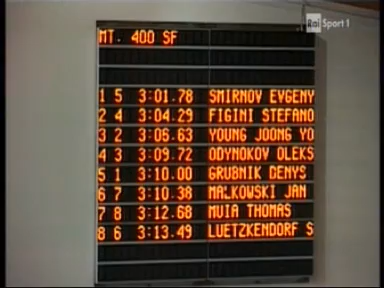 Rai Sport 1
MT. 400 SF
1 5 3:01.78 SMIRNOV EVGENY
2 4 3:04.29 FIGINI STEFANO
3 2 3:06.63 YOUNG JOONG YO
4 3 3:09.72 ODYNOKOV OLEKS
5 1 3:10.00 GRUBNIK DENYS
6 7 3:10.38 MALKOWSKI JAN
7 8 3:12.68 MUIA THOMAS
8 6 3:13.49 LUETZKENDORF S